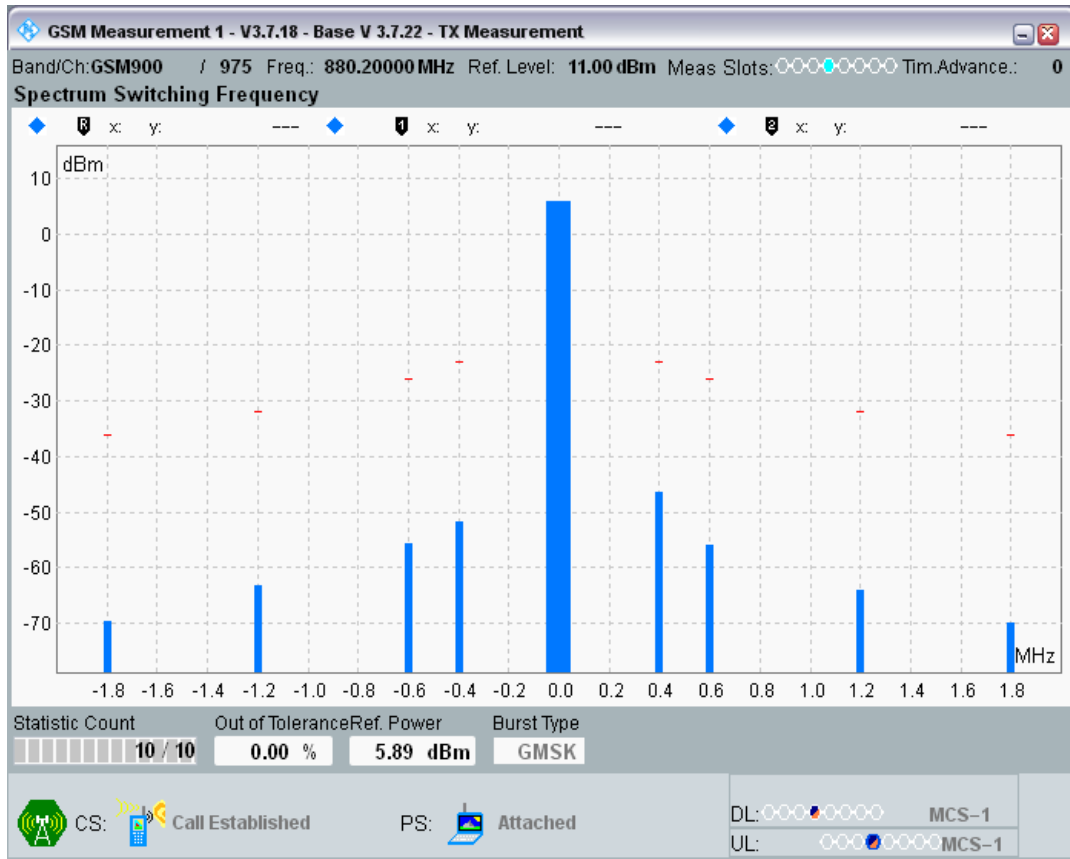 GSM Measurement 1 - V3.7.18 - Base V 3.7.22 - TX Measurement
Band/Ch:GSM900 / 975 Freq.: 880.20000 MHz Ref. Level: 11.00 dBm Meas Slots: Tim.Advance.: 0
Spectrum Switching Frequency
R x: y: --- 1 x: y: --- 2 x: y: ---
dBm
10
0
-10
-20
-30
-40
-50
-60
-70
MHz
-1.8 -1.6 -1.4 -1.2 -1.0 -0.8 -0.6 -0.4 -0.2 0.0 0.2 0.4 0.6 0.8 1.0 1.2 1.4 1.6 1.8
Statistic Count Out of Tolerance Ref. Power Burst Type
10 / 10 0.00 % 5.89 dBm GMSK
CS: Call Established PS: Attached
DL: MCS-1
UL: MCS-1